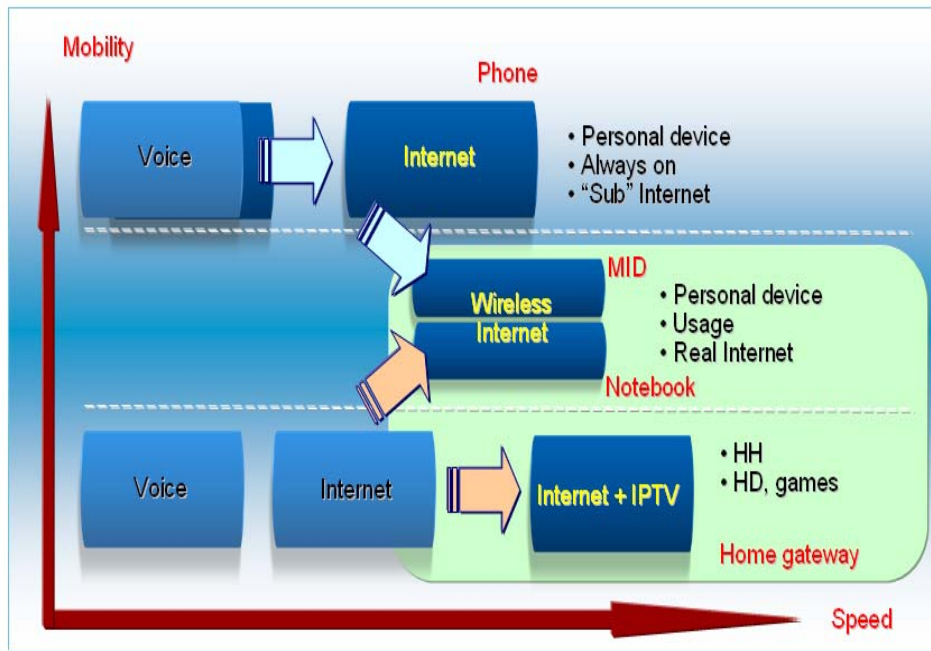 Mobility
Phone
Voice
Internet
• Personal device
• Always on
• “Sub” Internet
MID
Wireless
Internet
• Personal device
• Usage
• Real Internet
Notebook
Voice
Internet
Internet + IPTV
• HH
• HD, games
Home gateway
Speed